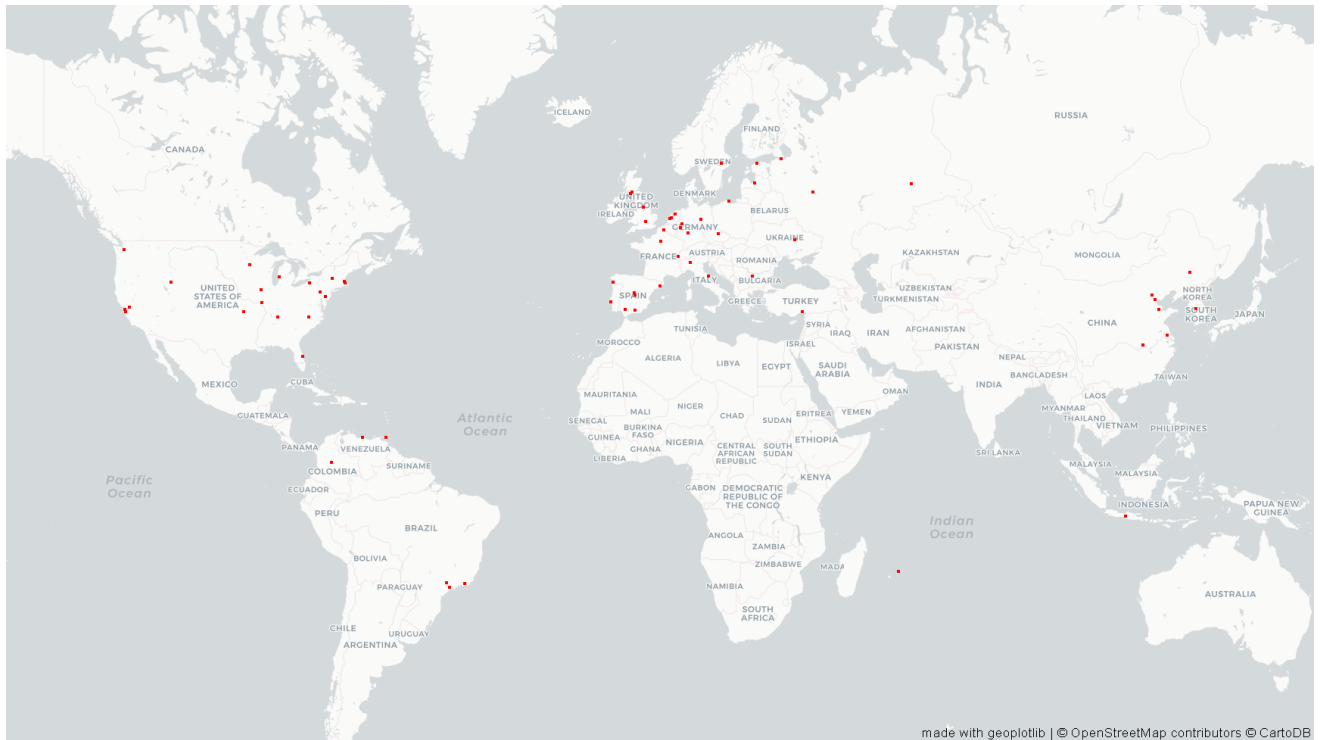 RUSSIA
ICELAND
FINLAND
CANADA
SWEDEN
UNITED
KINGDOM
DENMARK
IRELAND
BELARUS
GERMANY
UKRAINE
FRANCE
AUSTRIA
KAZAKHSTAN
MONGOLIA
ROMANIA
ITALY
BULGARIA
UNITED
STATES OF
AMERICA
SPAIN
GREECE
TURKEY
UZBEKISTAN
TURKMENISTAN
NORTH
KOREA
SOUTH
KOREA
JAPAN
CHINA
TUNISIA
SYRIA
IRAQ
IRAN
AFGHANISTAN
MOROCCO
ISRAEL
PAKISTAN
ALGERIA
LIBYA
EGYPT
SAUDI
ARABIA
NEPAL
BANGLADESH
TAIWAN
MEXICO
CUBA
INDIA
OMAN
LAOS
MAURITANIA
MYANMAR
GUATEMALA
Atlantic
Ocean
SENEGAL
MALI
NIGER
CHAD
SUDAN
ERITREA
YEMEN
THAILAND
VIETNAM
PHILIPPINES
BURKINA
FASO
GUINEA
GHANA
NIGERIA
CENTRAL
AFRICAN
REPUBLIC
SOUTH
SUDAN
ETHIOPIA
SRI LANKA
PANAMA
VENEZUELA
LIBERIA
SURINAME
COLOMBIA
MALAYSIA
MALAYSIA
Pacific
Ocean
ECUADOR
GABON
DEMOCRATIC
REPUBLIC OF
THE CONGO
KENYA
INDONESIA
PAPUA NEW
GUINEA
PERU
BRAZIL
Indian
Ocean
ANGOLA
ZAMBIA
BOLIVIA
ZIMBABWE
MADA
PARAGUAY
NAMIBIA
AUSTRALIA
SOUTH
AFRICA
CHILE
URUGUAY
ARGENTINA
made with geoplotlib | © OpenStreetMap contributors © CartoDB